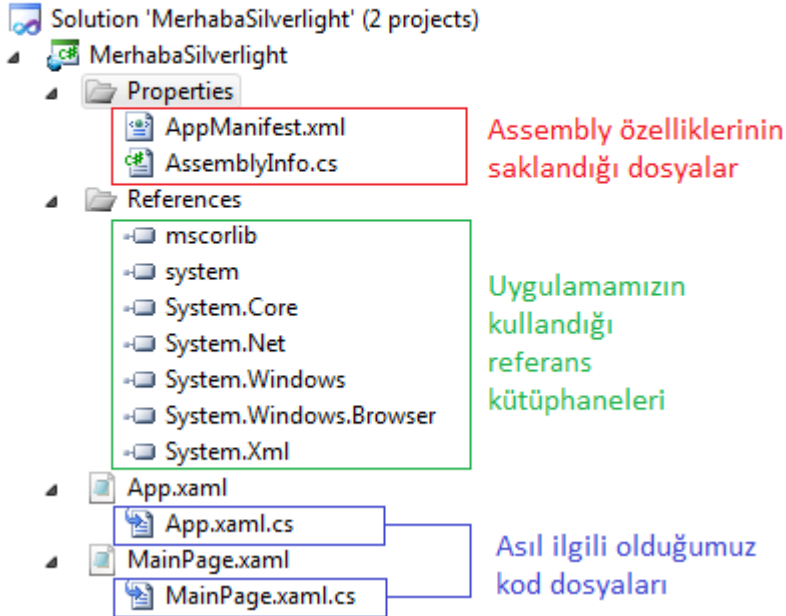 Solution 'MerhabaSilverlight' (2 projects)
MerhabaSilverlight
Properties
AppManifest.xml
AssemblyInfo.cs
Assembly özelliklerinin
saklandığı dosyalar
References
mscorlib
system
System.Core
System.Net
System.Windows
System.Windows.Browser
System.Xml
Uygulamamızın
kullandığı
referans
kütüphaneleri
App.xaml
App.xaml.cs
MainPage.xaml
MainPage.xaml.cs
Asıl ilgili olduğumuz
kod dosyaları